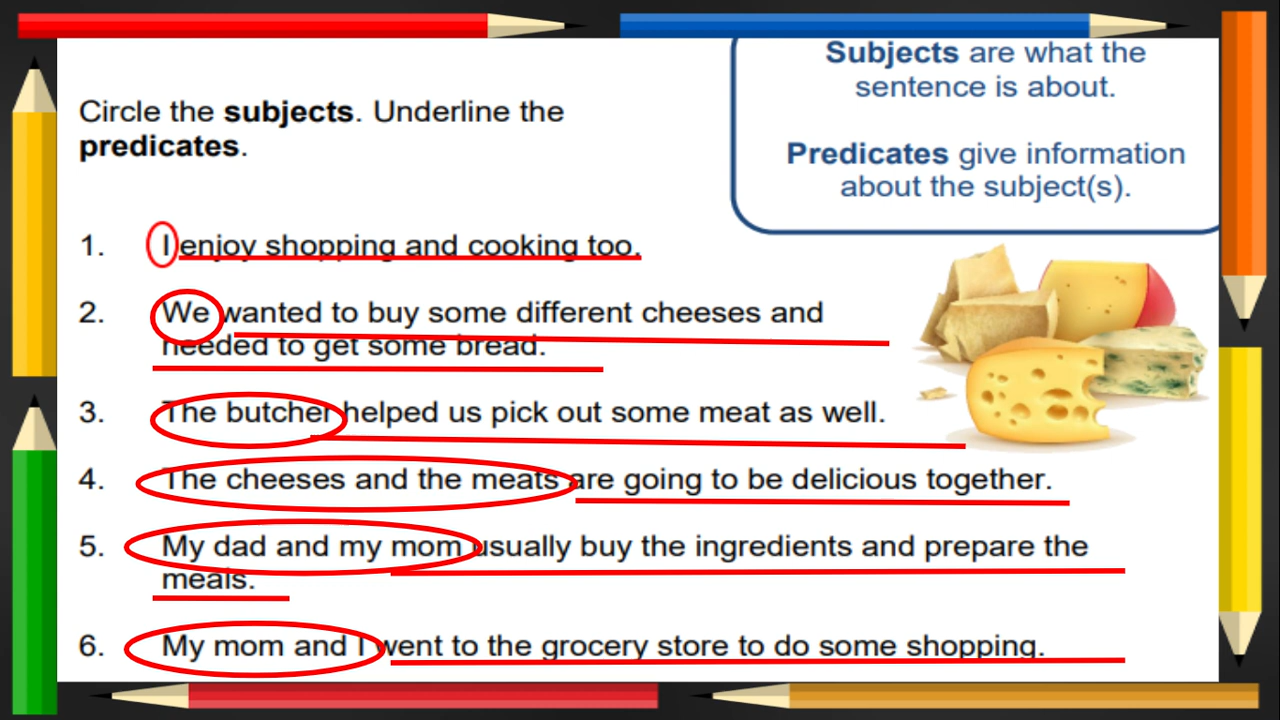 Subjects are what the
sentence is about.
Predicates give information
about the subject(s).
Circle the subjects. Underline the
predicates.
1. I enjoy shopping and cooking too.
2. We wanted to buy some different cheeses and
needed to get some bread.
3. The butcher helped us pick out some meat as well.
4. The cheeses and the meats are going to be delicious together.
5. My dad and my mom usually buy the ingredients and prepare the
meals.
6. My mom and I went to the grocery store to do some shopping.